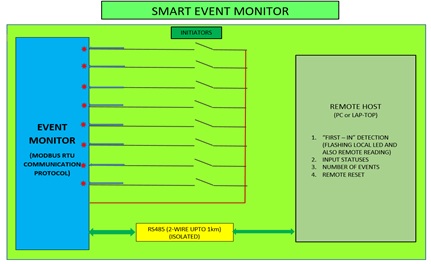 SMART EVENT MONITOR
INITIATORS
EVENT
MONITOR
(MODBUS RTU
COMMUNICATION
PROTOCOL)
REMOTE HOST
(PC or LAP-TOP)
1. "FIRST – IN" DETECTION
(FLASHING LOCAL LED AND
ALSO REMOTE READING)
2. INPUT STATUSES
3. NUMBER OF EVENTS
4. REMOTE RESET
RS485 (2-WIRE UPTO 1km)
(ISOLATED)